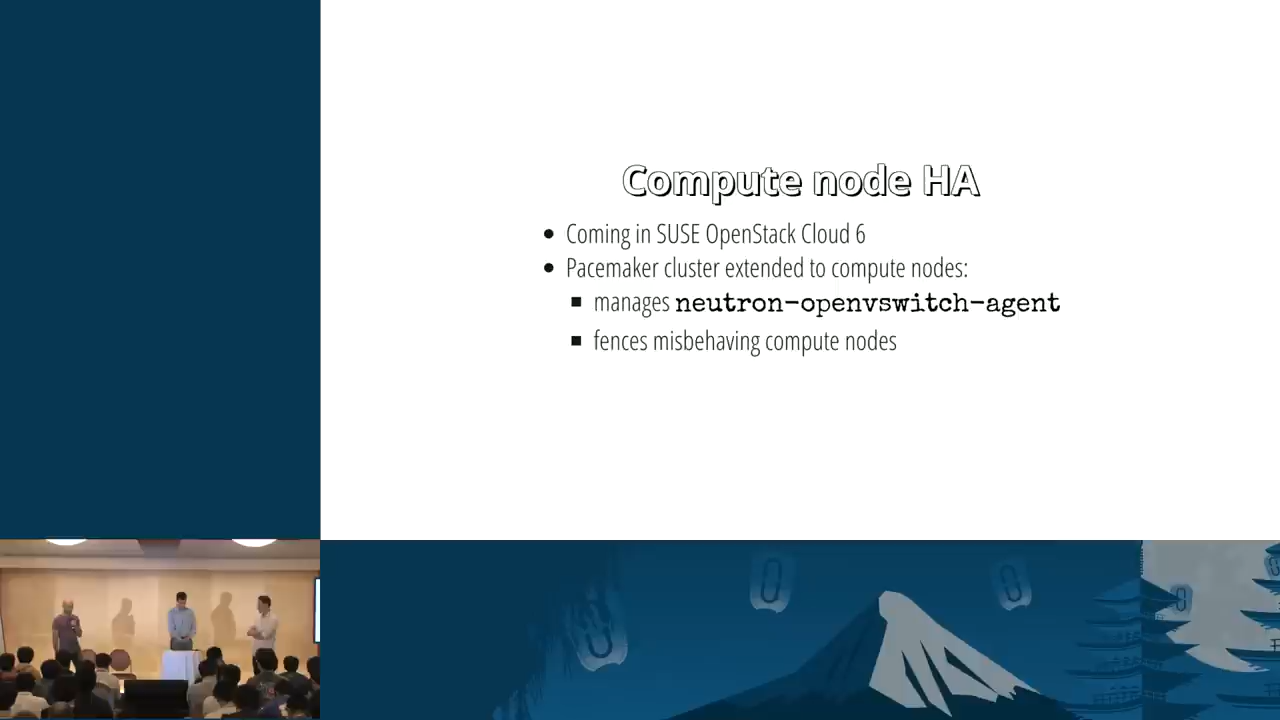 Compute node HA
Coming in SUSE OpenStack Cloud 6
Pacemaker cluster extended to compute nodes:
manages neutron-openvswitch-agent
fences misbehaving compute nodes